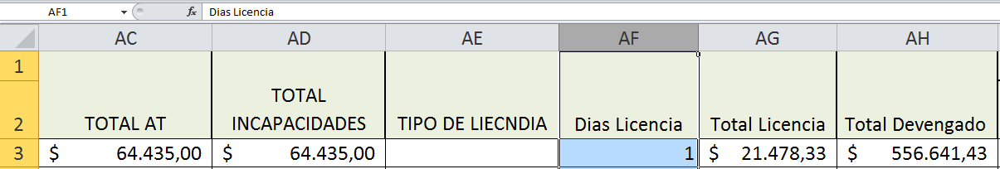 AF1 fx Dias Licencia
AC AD AE AF AG AH
1
TOTAL
2 TOTAL AT INCAPACIDADES TIPO DE LIECNDIA Dias Licencia Total Licencia Total Devengado
3 $ 64.435,00 $ 64.435,00 1 $ 21.478,33 $ 556.641,43